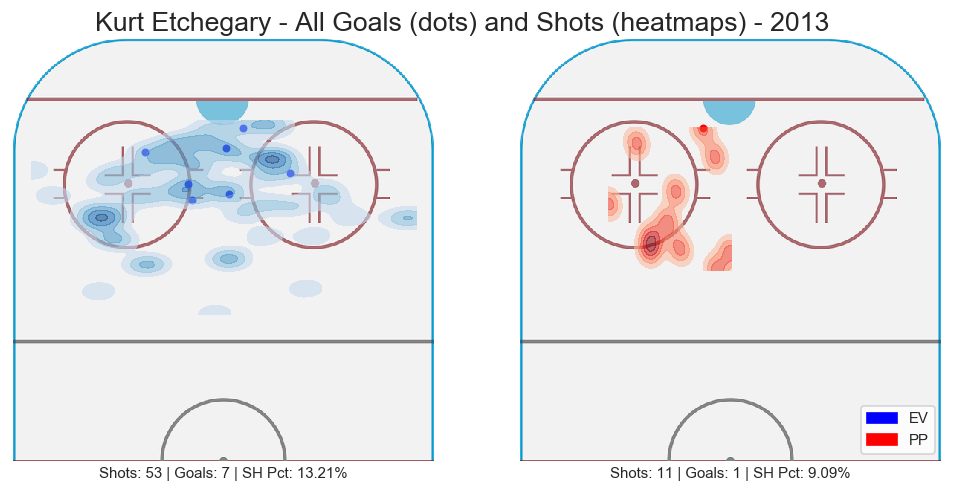 Kurt Etchegary - All Goals (dots) and Shots (heatmaps) - 2013
EV
PP
Shots: 53 | Goals: 7 | SH Pct: 13.21%
Shots: 11 | Goals: 1 | SH Pct: 9.09%